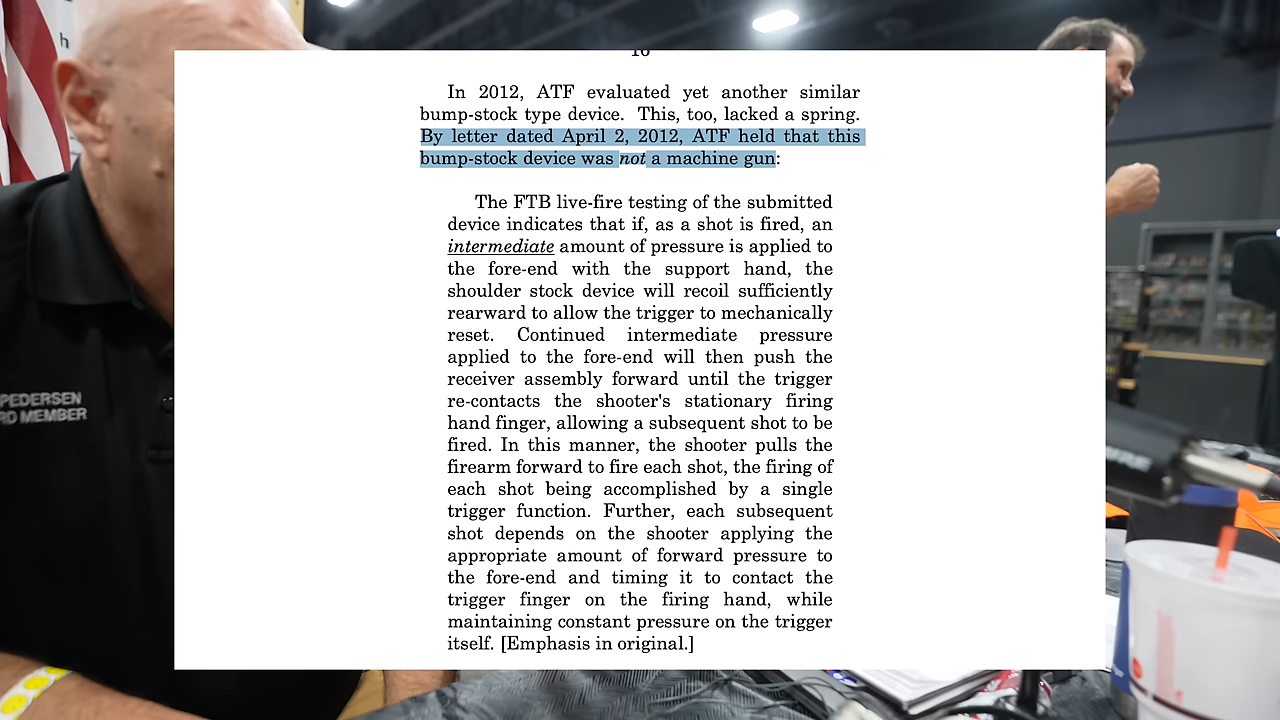 h
10
In 2012, ATF evaluated yet another similar
bump-stock type device. This, too, lacked a spring.
By letter dated April 2, 2012, ATF held that this
bump-stock device was not a machine gun:
The FTB live-fire testing of the submitted
device indicates that if, as a shot is fired, an
intermediate amount of pressure is applied to
the fore-end with the support hand, the
shoulder stock device will recoil sufficiently
rearward to allow the trigger to mechanically
reset. Continued intermediate pressure
applied to the fore-end will then push the
receiver assembly forward until the trigger
re-contacts the shooter's stationary firing
hand finger, allowing a subsequent shot to be
fired. In this manner, the shooter pulls the
firearm forward to fire each shot, the firing of
each shot being accomplished by a single
trigger function. Further, each subsequent
shot depends on the shooter applying the
appropriate amount of forward pressure to
the fore-end and timing it to contact the
trigger finger on the firing hand, while
maintaining constant pressure on the trigger
itself. [Emphasis in original.]
PEDERSEN
RD MEMBER